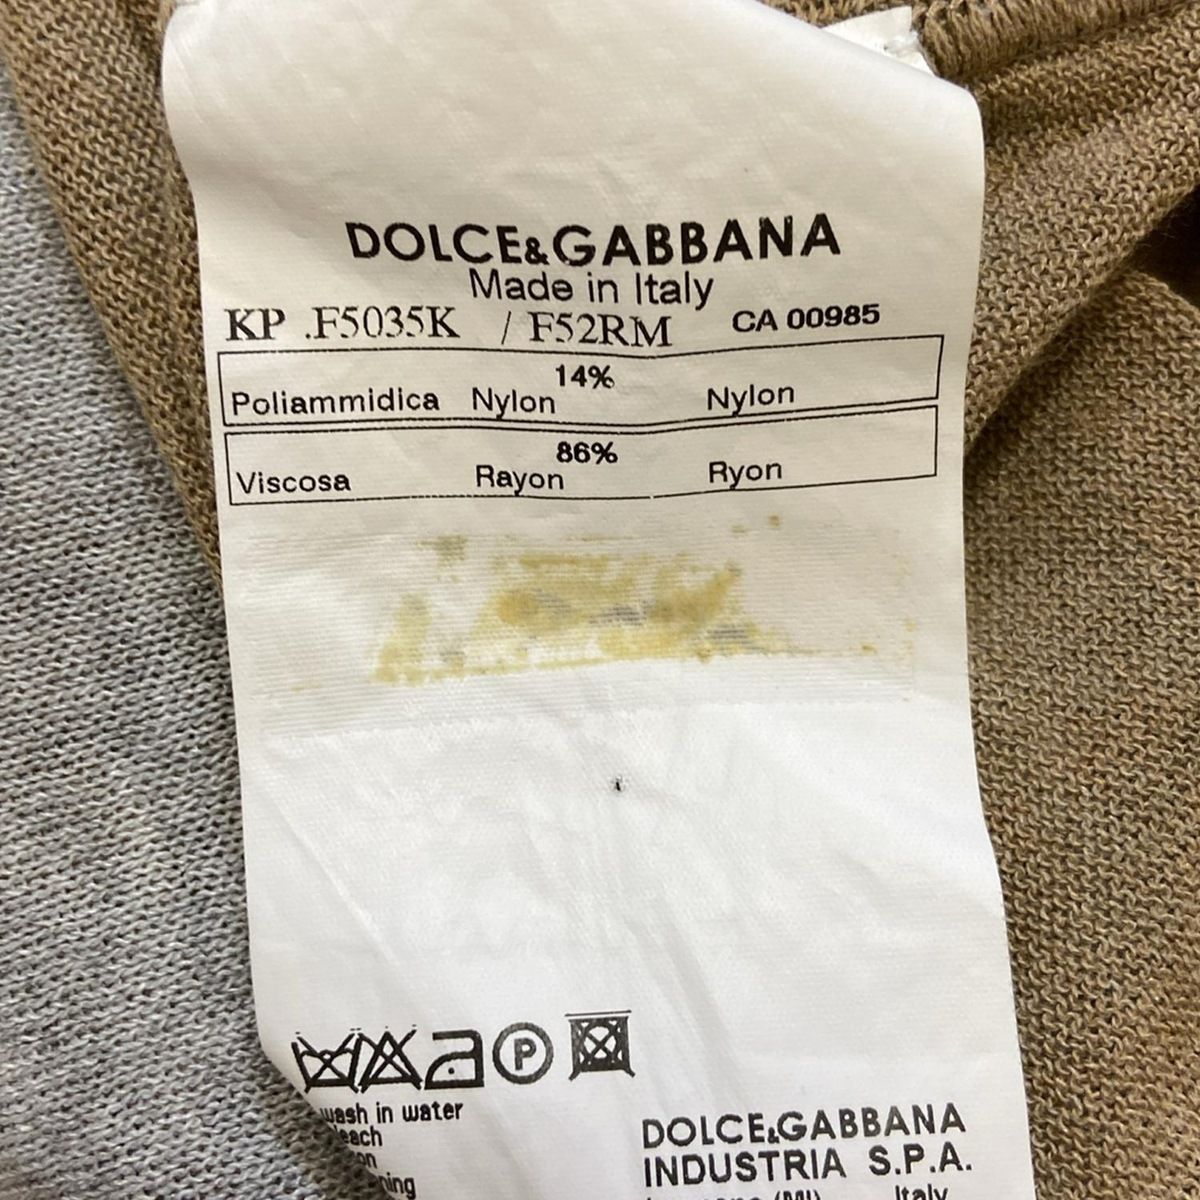 DOLCE&GABBANA
Made in Italy
KP .F5035K / F52RM CA 00985
14%
Poliammidica Nylon Nylon
86%
Viscosa Rayon Ryon
P
wash in water
DOLCE&GABBANA
INDUSTRIA S.P.A.
Italy